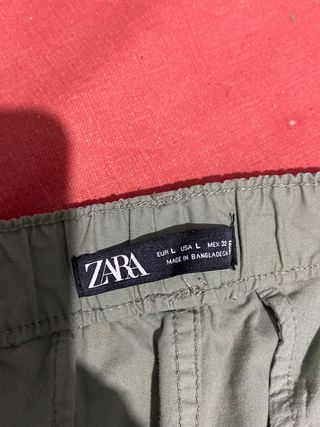 ZARA
EUR L USA L MEX 32
MADE IN BANGLADESH